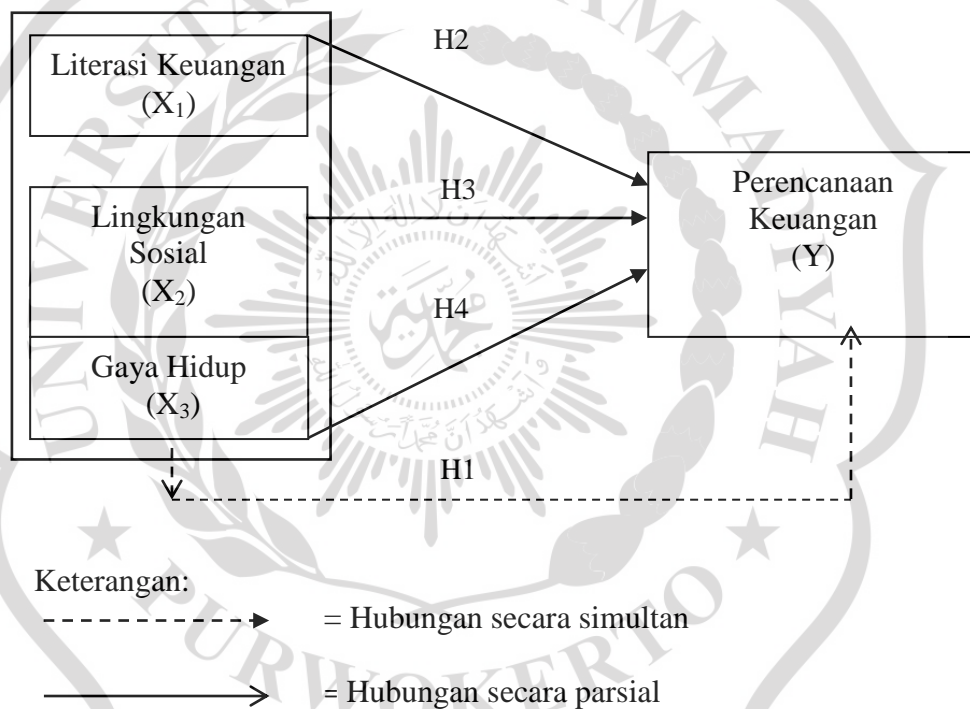 Literasi Keuangan
(X₁)
H2
Lingkungan
Sosial
(X₂)
H3
Perencanaan
Keuangan
(Y)
Gaya Hidup
(X₃)
H4
H1
Keterangan:
= Hubungan secara simultan
= Hubungan secara parsial
PURWOKERTO